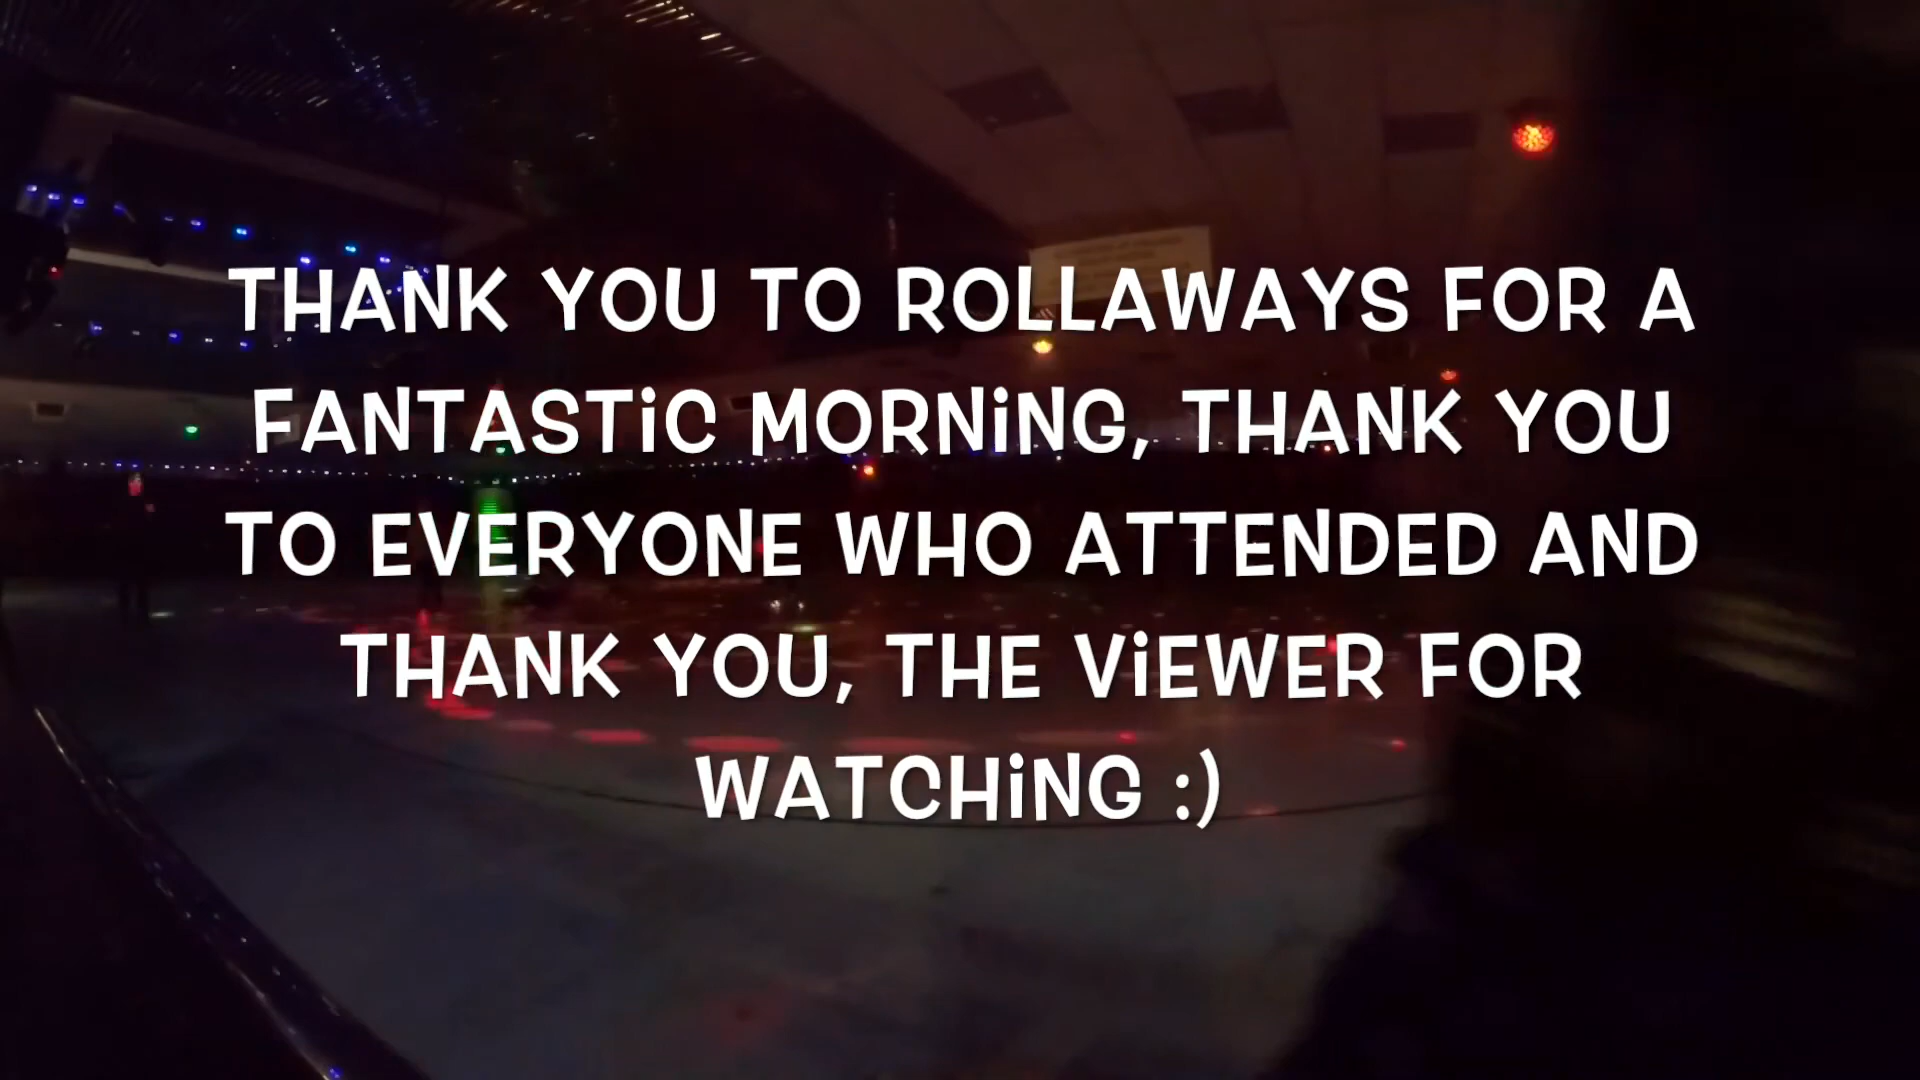 THANK YOU TO ROLLAWAYS FOR A
FANTASTiC MORNiNG, THANK YOU
TO EVERYONE WHO ATTENDED AND
THANK YOU, THE ViEWER FOR
WATCHiNG :)